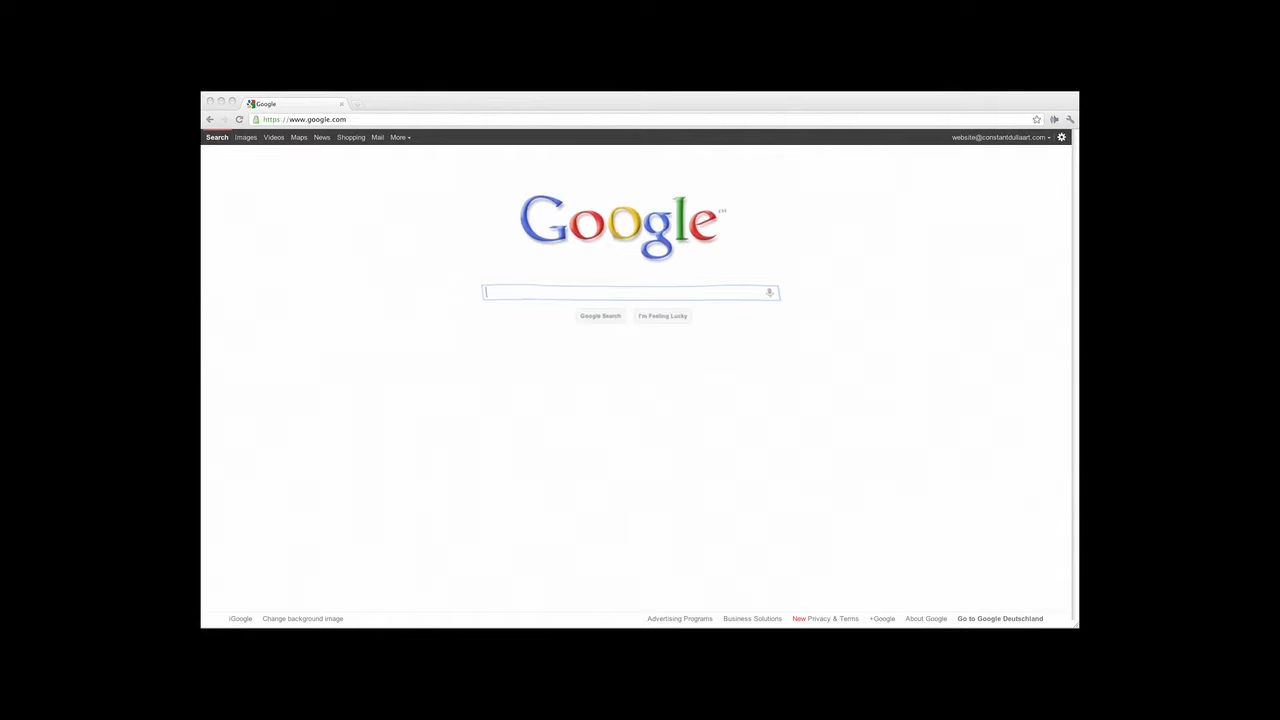 Google
https://www.google.com
Search Images Videos Maps News Shopping Mail More website@constantdullaart.com
Google™
Google Search I'm Feeling Lucky
iGoogle Change background image Advertising Programs Business Solutions New Privacy & Terms +Google About Google Go to Google Deutschland